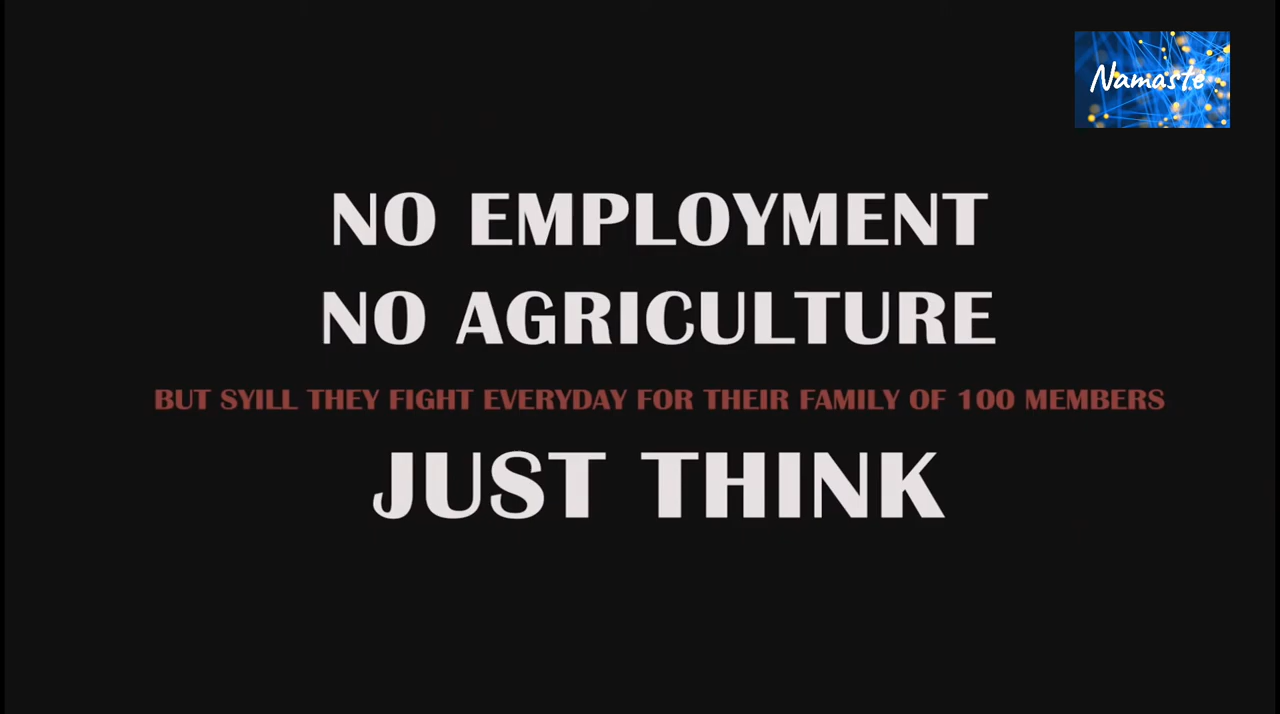 Namaste
NO EMPLOYMENT
NO AGRICULTURE
BUT SYILL THEY FIGHT EVERYDAY FOR THEIR FAMILY OF 100 MEMBERS
JUST THINK